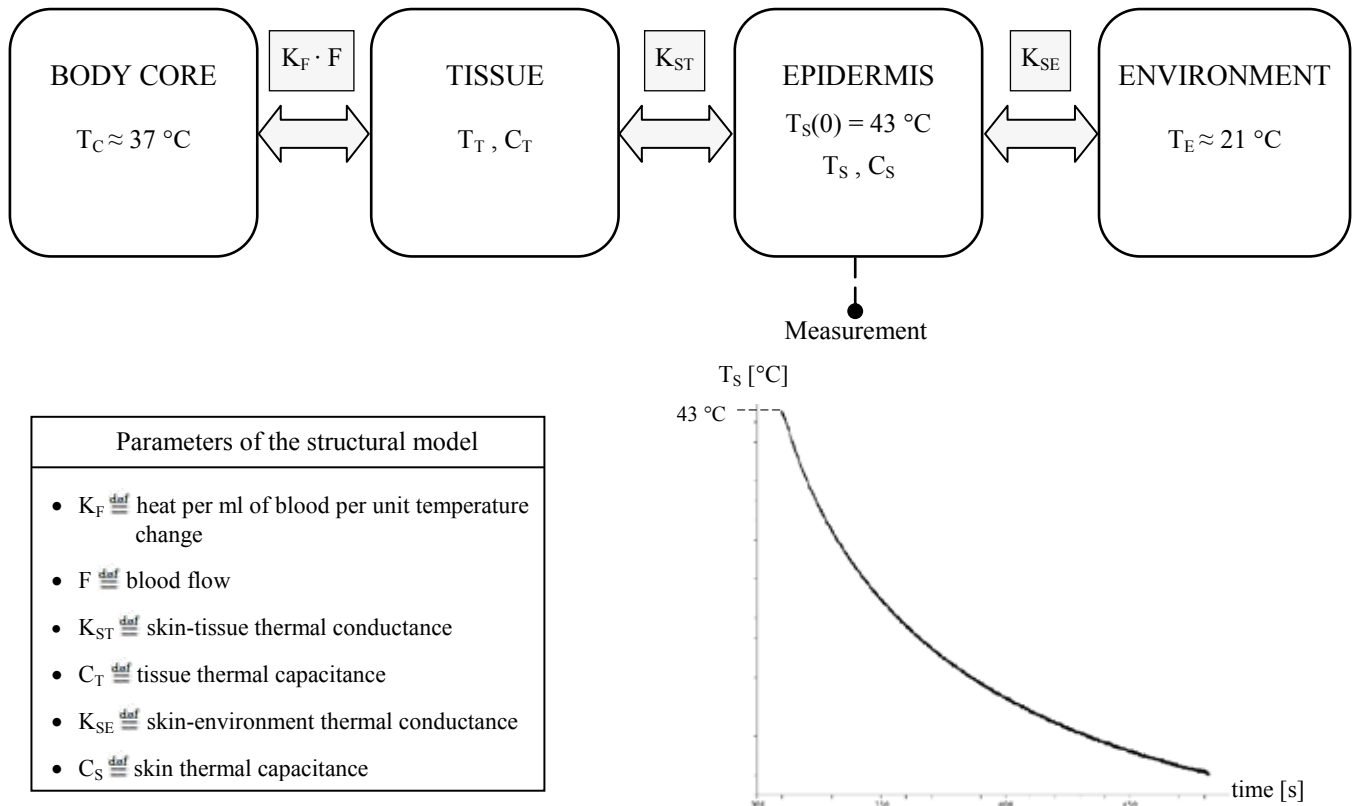 BODY CORE
T_C ≈ 37 °C
K_F · F
TISSUE
T_T , C_T
K_ST
EPIDERMIS
T_S(0) = 43 °C
T_S , C_S
K_SE
ENVIRONMENT
T_E ≈ 21 °C
Measurement
Parameters of the structural model
• K_F ≝ heat per ml of blood per unit temperature
change
• F ≝ blood flow
• K_ST ≝ skin-tissue thermal conductance
• C_T ≝ tissue thermal capacitance
• K_SE ≝ skin-environment thermal conductance
• C_S ≝ skin thermal capacitance
T_S [°C]
43 °C
time [s]